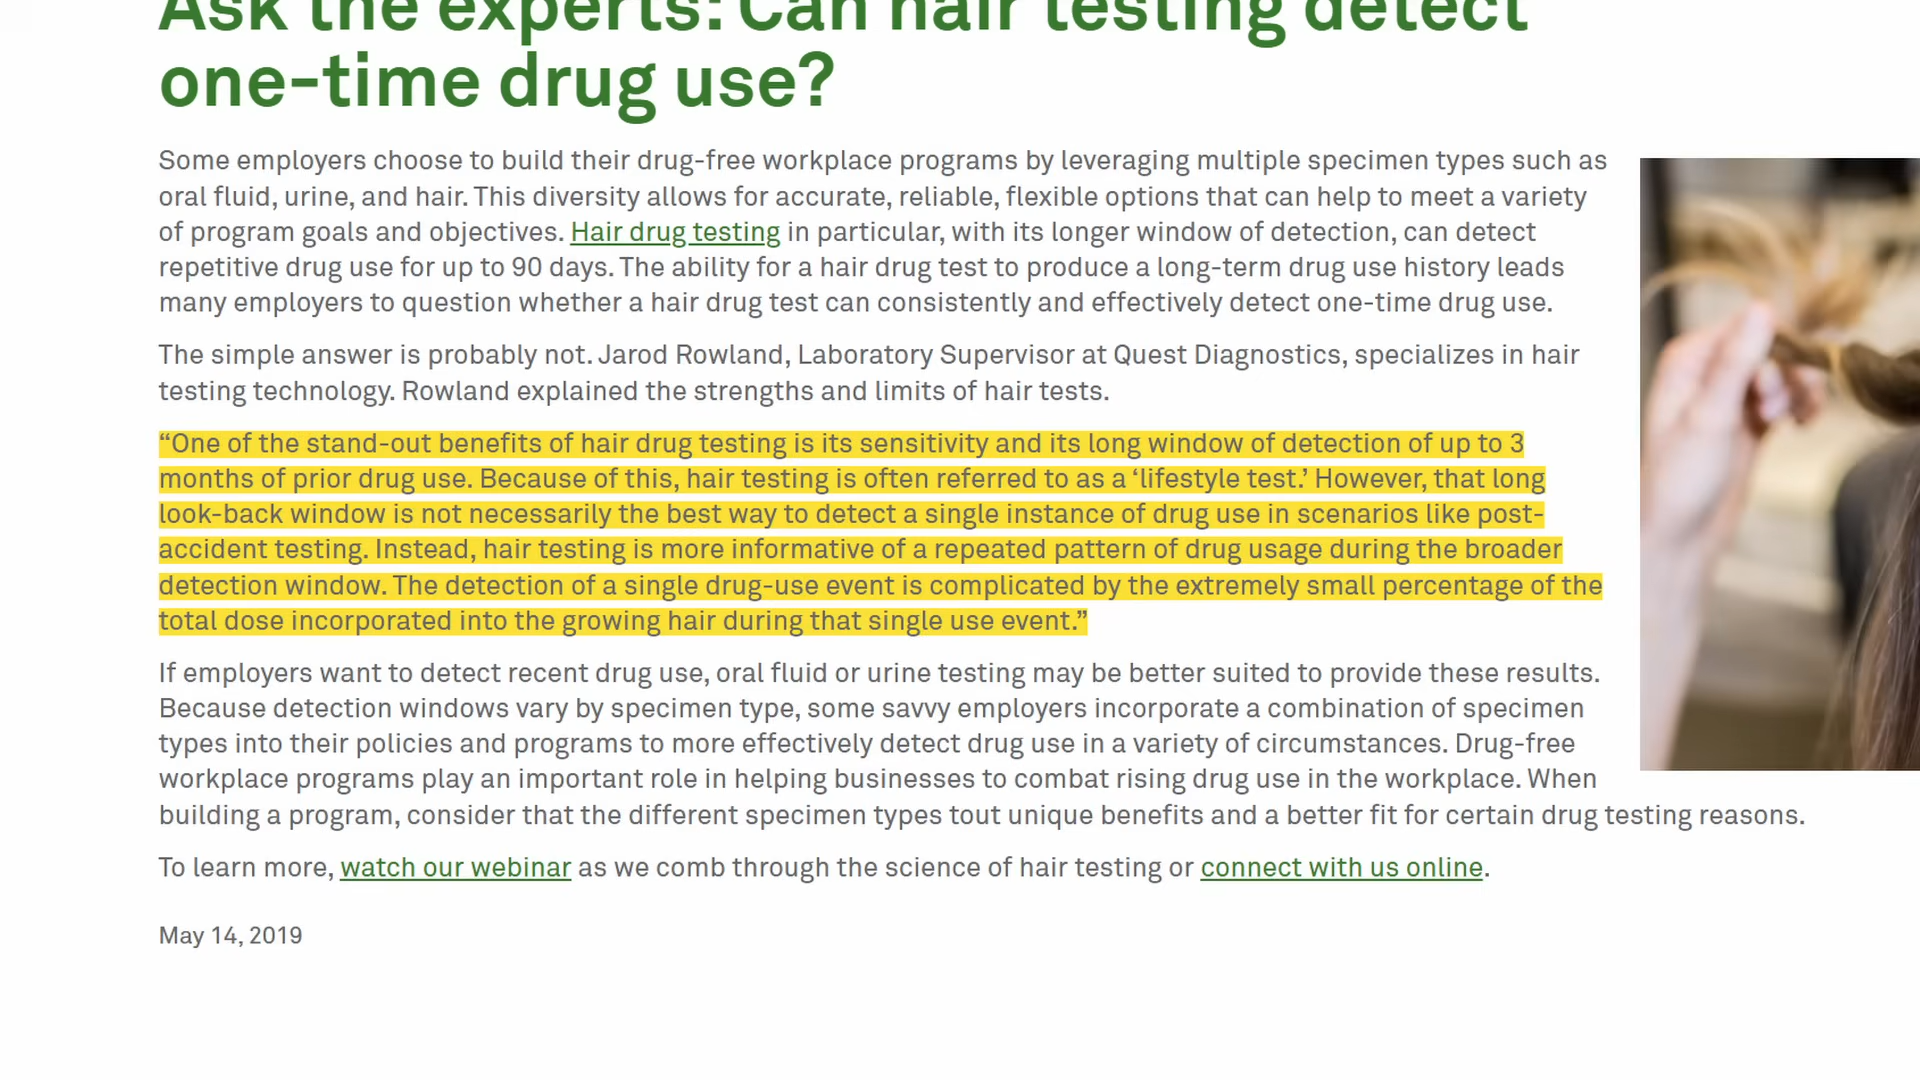 Ask the experts: Can hair testing detect
one-time drug use?
Some employers choose to build their drug-free workplace programs by leveraging multiple specimen types such as
oral fluid, urine, and hair. This diversity allows for accurate, reliable, flexible options that can help to meet a variety
of program goals and objectives. Hair drug testing in particular, with its longer window of detection, can detect
repetitive drug use for up to 90 days. The ability for a hair drug test to produce a long-term drug use history leads
many employers to question whether a hair drug test can consistently and effectively detect one-time drug use.
The simple answer is probably not. Jarod Rowland, Laboratory Supervisor at Quest Diagnostics, specializes in hair
testing technology. Rowland explained the strengths and limits of hair tests.
“One of the stand-out benefits of hair drug testing is its sensitivity and its long window of detection of up to 3
months of prior drug use. Because of this, hair testing is often referred to as a ‘lifestyle test.’ However, that long
look-back window is not necessarily the best way to detect a single instance of drug use in scenarios like post-
accident testing. Instead, hair testing is more informative of a repeated pattern of drug usage during the broader
detection window. The detection of a single drug-use event is complicated by the extremely small percentage of the
total dose incorporated into the growing hair during that single use event.”
If employers want to detect recent drug use, oral fluid or urine testing may be better suited to provide these results.
Because detection windows vary by specimen type, some savvy employers incorporate a combination of specimen
types into their policies and programs to more effectively detect drug use in a variety of circumstances. Drug-free
workplace programs play an important role in helping businesses to combat rising drug use in the workplace. When
building a program, consider that the different specimen types tout unique benefits and a better fit for certain drug testing reasons.
To learn more, watch our webinar as we comb through the science of hair testing or connect with us online.
May 14, 2019